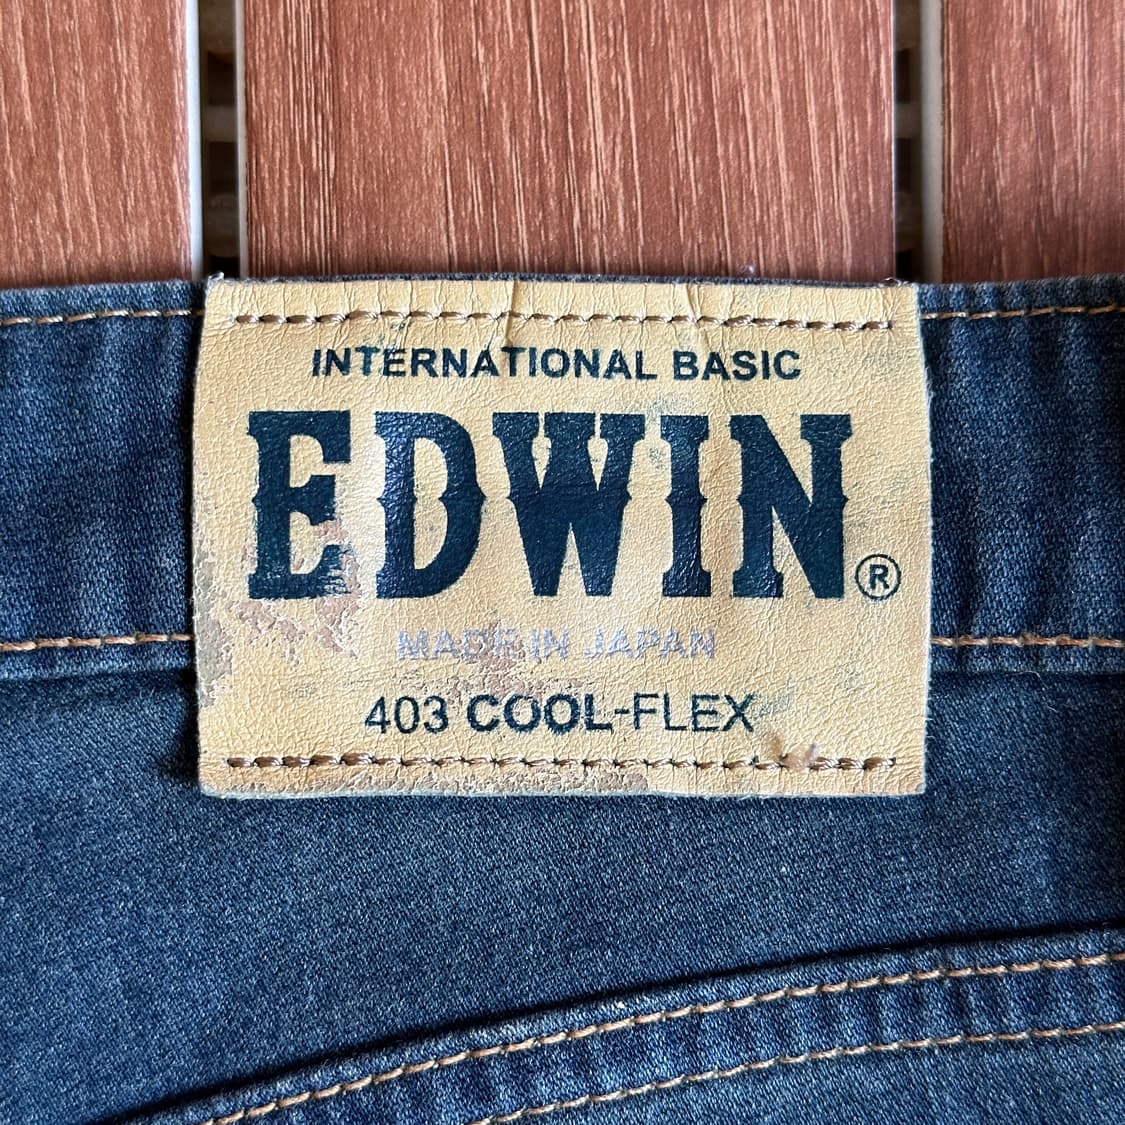 INTERNATIONAL BASIC
EDWIN®
MADE IN JAPAN
403 COOL-FLEX